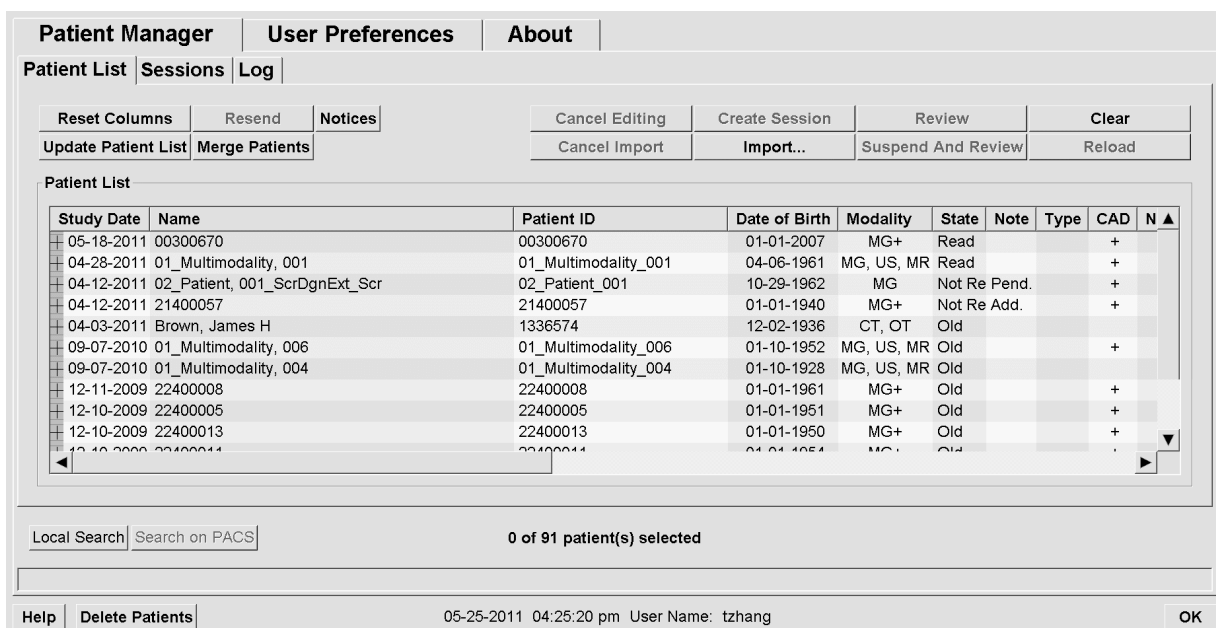 Patient Manager User Preferences About
Patient List Sessions Log
Reset Columns Resend Notices Cancel Editing Create Session Review Clear
Update Patient List Merge Patients Cancel Import Import... Suspend And Review Reload
Patient List
Study Date Name Patient ID Date of Birth Modality State Note Type CAD N
05-18-2011 00300670 00300670 01-01-2007 MG+ Read +
04-28-2011 01_Multimodality, 001 01_Multimodality_001 04-06-1961 MG, US, MR Read +
04-12-2011 02_Patient, 001_ScrDgnExt_Scr 02_Patient_001 10-29-1962 MG Not Re Pend. +
04-12-2011 21400057 21400057 01-01-1940 MG+ Not Re Add. +
04-03-2011 Brown, James H 1336574 12-02-1936 CT, OT Old
09-07-2010 01_Multimodality, 006 01_Multimodality_006 01-10-1952 MG, US, MR Old +
09-07-2010 01_Multimodality, 004 01_Multimodality_004 01-10-1928 MG, US, MR Old
12-11-2009 22400008 22400008 01-01-1961 MG+ Old +
12-10-2009 22400005 22400005 01-01-1951 MG+ Old +
12-10-2009 22400013 22400013 01-01-1950 MG+ Old +
Local Search Search on PACS 0 of 91 patient(s) selected
Help Delete Patients 05-25-2011 04:25:20 pm User Name: tzhang OK